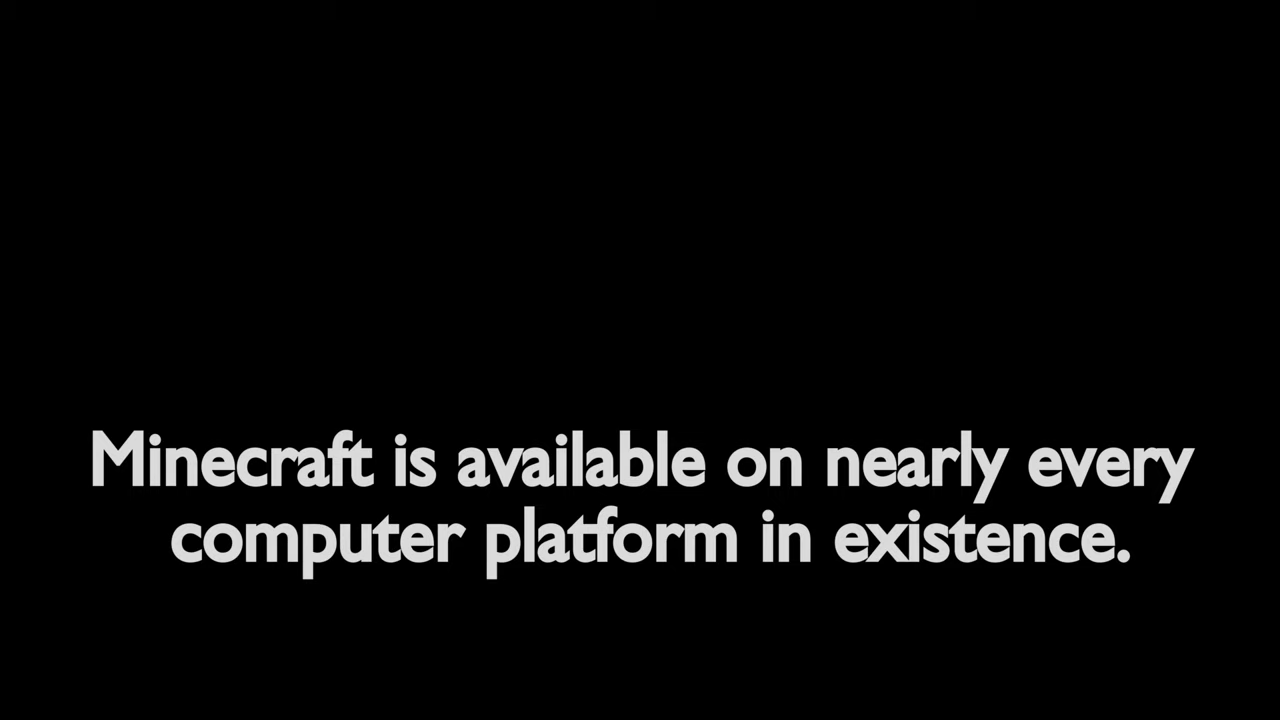 Minecraft is available on nearly every
computer platform in existence.